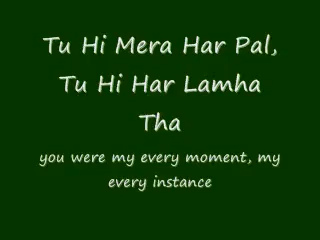 Tu Hi Mera Har Pal,
Tu Hi Har Lamha
Tha
you were my every moment, my
every instance